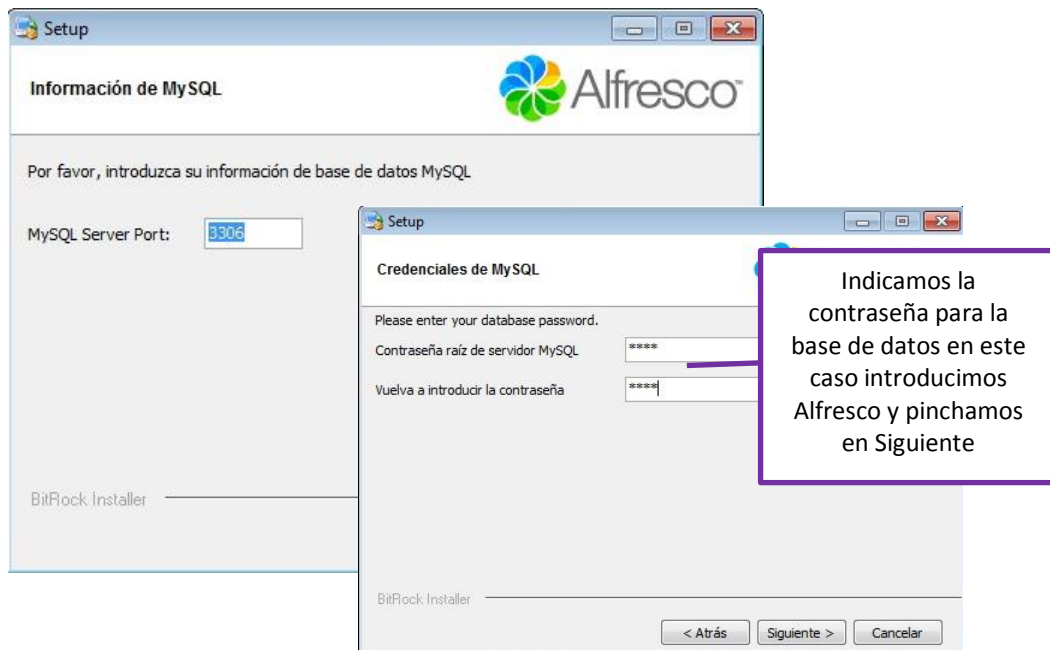 Setup
Información de MySQL
Alfresco™
Por favor, introduzca su información de base de datos MySQL
MySQL Server Port:
3306
BitRock Installer
Setup
Credenciales de MySQL
Please enter your database password.
Contraseña raíz de servidor MySQL
****
Vuelva a introducir la contraseña
****
BitRock Installer
< Atrás
Siguiente >
Cancelar
Indicamos la
contraseña para la
base de datos en este
caso introducimos
Alfresco y pinchamos
en Siguiente